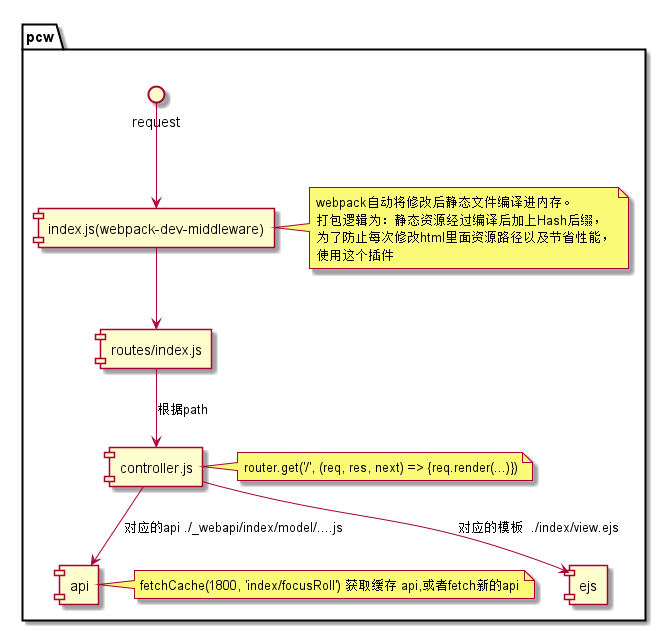 pcw
request
index.js(webpack-dev-middleware)
webpack自动将修改后静态文件编译进内存。
打包逻辑为：静态资源经过编译后加上Hash后缀，
为了防止每次修改html里面资源路径以及节省性能，
使用这个插件
routes/index.js
根据path
controller.js
router.get('/', (req, res, next) => {req.render(...)})
对应的api ./_webapi/index/model/....js
对应的模板 ./index/view.ejs
api
fetchCache(1800, 'index/focusRoll') 获取缓存 api,或者fetch新的api
ejs